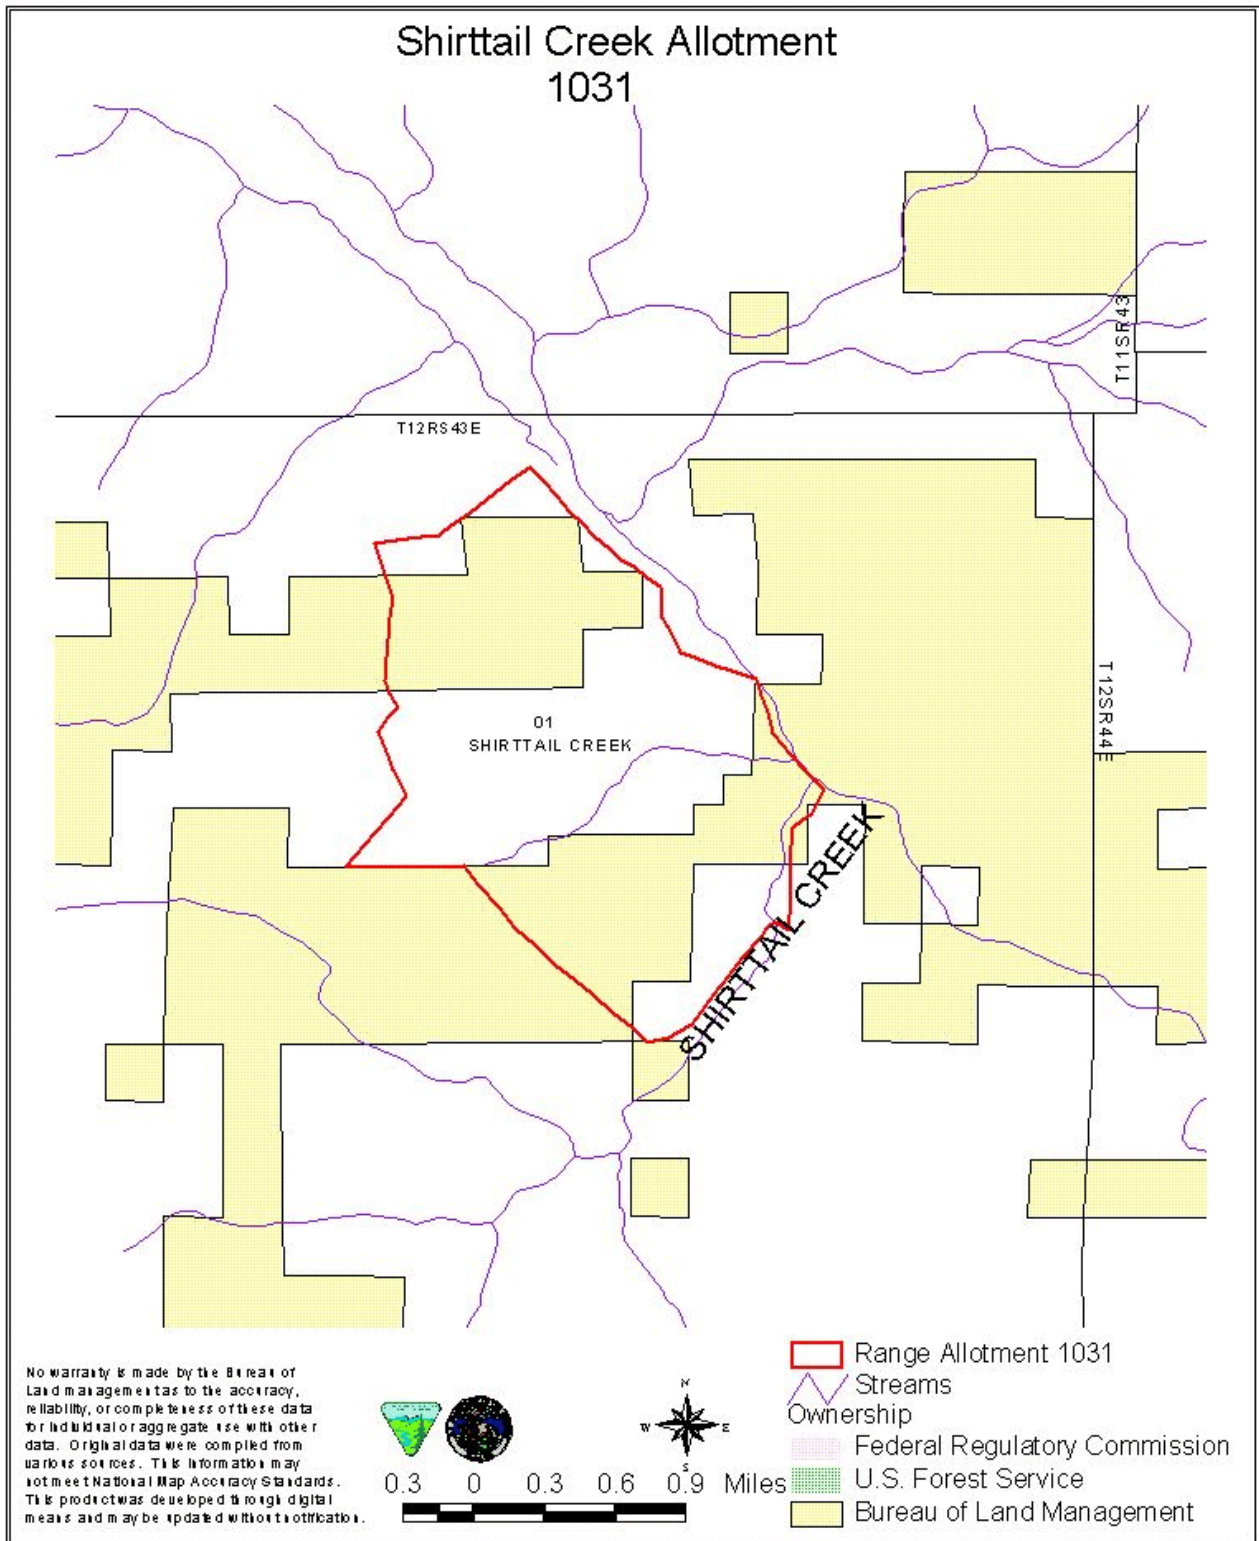 Shirttail Creek Allotment
1031
T11SR43
T12RS43E
T12SR44E
01
SHIRTTAIL CREEK
SHIRTTAIL CREEK
No warranty is made by the Bureau of
Land management as to the accuracy,
reliability, or completeness of these data
for individual or aggregate use with other
data. Original data were compiled from
various sources. This information may
not meet National Map Accuracy Standards.
This product was developed through digital
means and may be updated without notification.
N
W E
S
0.3 0 0.3 0.6 0.9 Miles
Range Allotment 1031
Streams
Ownership
Federal Regulatory Commission
U.S. Forest Service
Bureau of Land Management